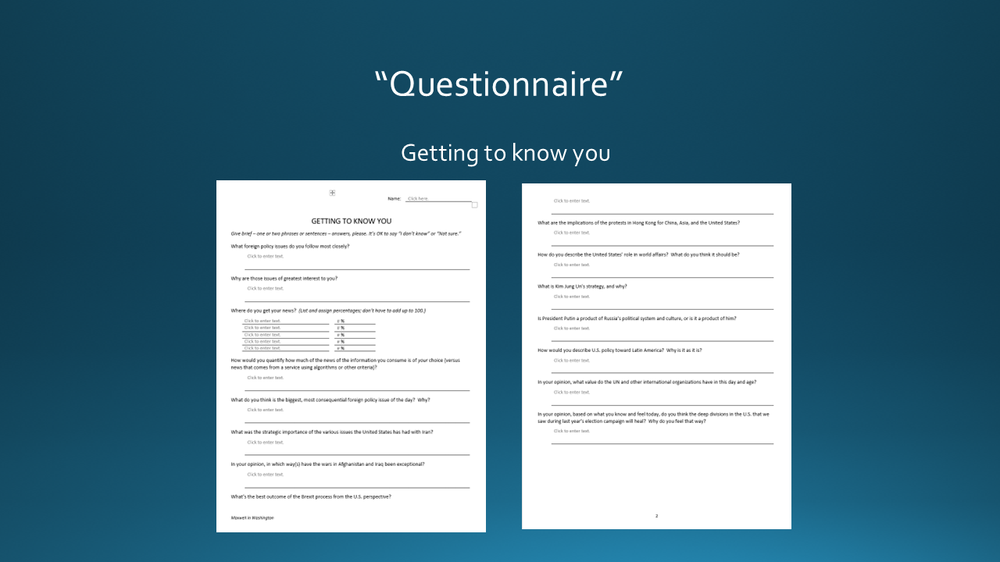 “Questionnaire”
Getting to know you
Name: Click here.
GETTING TO KNOW YOU
Give brief – one or two phrases or sentences – answers, please. It's OK to say "I don't know" or "Not sure."
What foreign policy issues do you follow most closely?
Click to enter text.
Why are those issues of greatest interest to you?
Click to enter text.
Where do you get your news? (List and assign percentages; don't have to add up to 100.)
Click to enter text. # %
Click to enter text. # %
Click to enter text. # %
Click to enter text. # %
Click to enter text. # %
How would you quantify how much of the news of the information you consume is of your choice (versus
news that comes from a service using algorithms or other criteria)?
Click to enter text.
What do you think is the biggest, most consequential foreign policy issue of the day? Why?
Click to enter text.
What was the strategic importance of the various issues the United States has had with Iran?
Click to enter text.
In your opinion, in which way(s) have the wars in Afghanistan and Iraq been exceptional?
Click to enter text.
What's the best outcome of the Brexit process from the U.S. perspective?
Maxwell in Washington
Click to enter text.
What are the implications of the protests in Hong Kong for China, Asia, and the United States?
Click to enter text.
How do you describe the United States' role in world affairs? What do you think it should be?
Click to enter text.
What is Kim Jung Un's strategy, and why?
Click to enter text.
Is President Putin a product of Russia's political system and culture, or is it a product of him?
Click to enter text.
How would you describe U.S. policy toward Latin America? Why is it as it is?
Click to enter text.
In your opinion, what value do the UN and other international organizations have in this day and age?
Click to enter text.
In your opinion, based on what you know and feel today, do you think the deep divisions in the U.S. that we
saw during last year's election campaign will heal? Why do you feel that way?
Click to enter text.
2